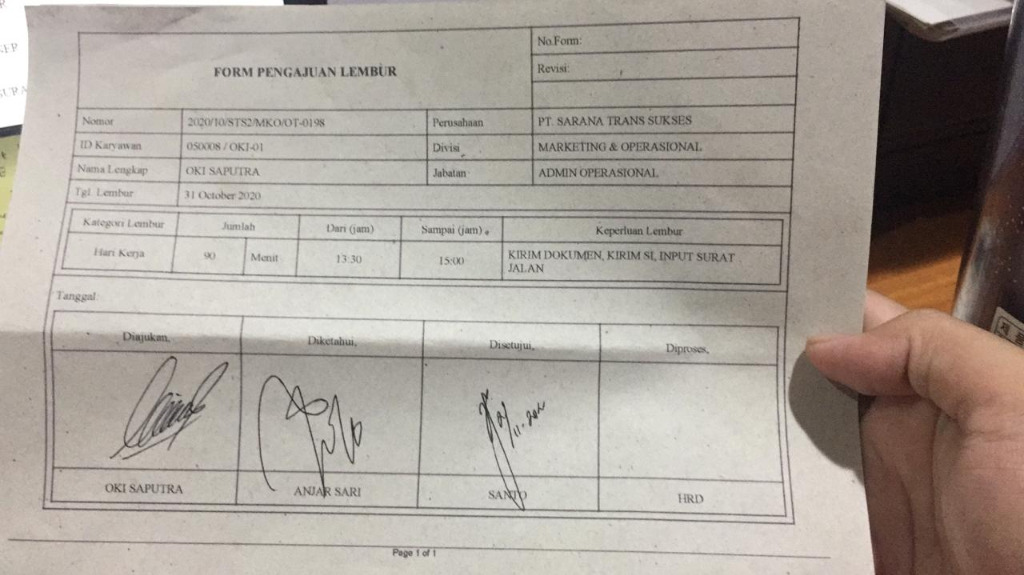 No.Form:
FORM PENGAJUAN LEMBUR
Revisi:
Nomor 2020/10/STS2/MKO/OT-0198 Perusahaan PT. SARANA TRANS SUKSES
ID Karyawan 050008 / OKI-01 Divisi MARKETING & OPERASIONAL
Nama Lengkap OKI SAPUTRA Jabatan ADMIN OPERASIONAL
Tgl. Lembur 31 October 2020
Kategori Lembur Jumlah Dari (jam) Sampai (jam) Keperluan Lembur
Hari Kerja 90 Menit 13:30 15:00 KIRIM DOKUMEN, KIRIM SI, INPUT SURAT
JALAN
Tanggal:
Diajukan, Diketahui, Disetujui, Diproses,
OKI SAPUTRA ANJAR SARI SANTO HRD
Page 1 of 1